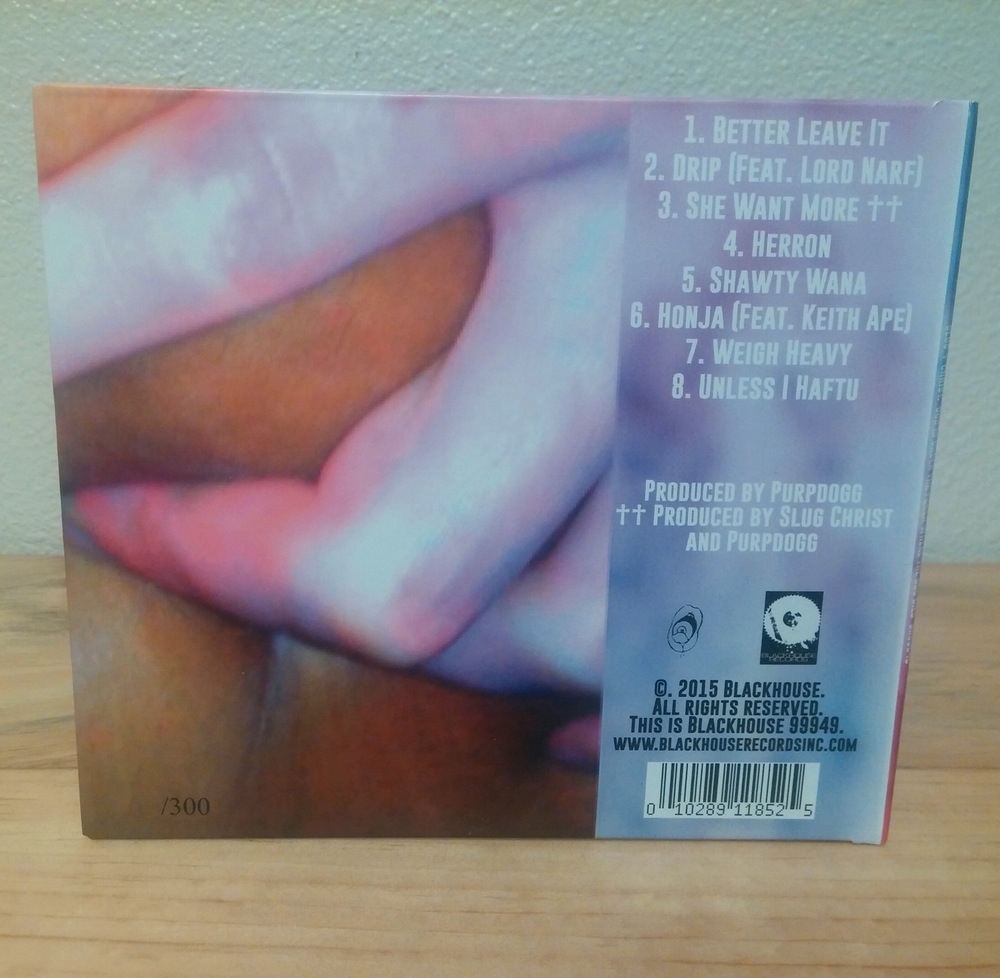 1. Better Leave It
2. Drip (Feat. Lord Narf)
3. She Want More ††
4. Herron
5. Shawty Wana
6. Honja (Feat. Keith Ape)
7. Weigh Heavy
8. Unless I Haftu
Produced by Purpdogg
†† Produced by Slug Christ
and Purpdogg
BLACKHOUSE
RECORDS
©. 2015 Blackhouse.
All rights reserved.
This is Blackhouse 99949.
www.blackhouserecordsinc.com
0 10289 11852 5
/300